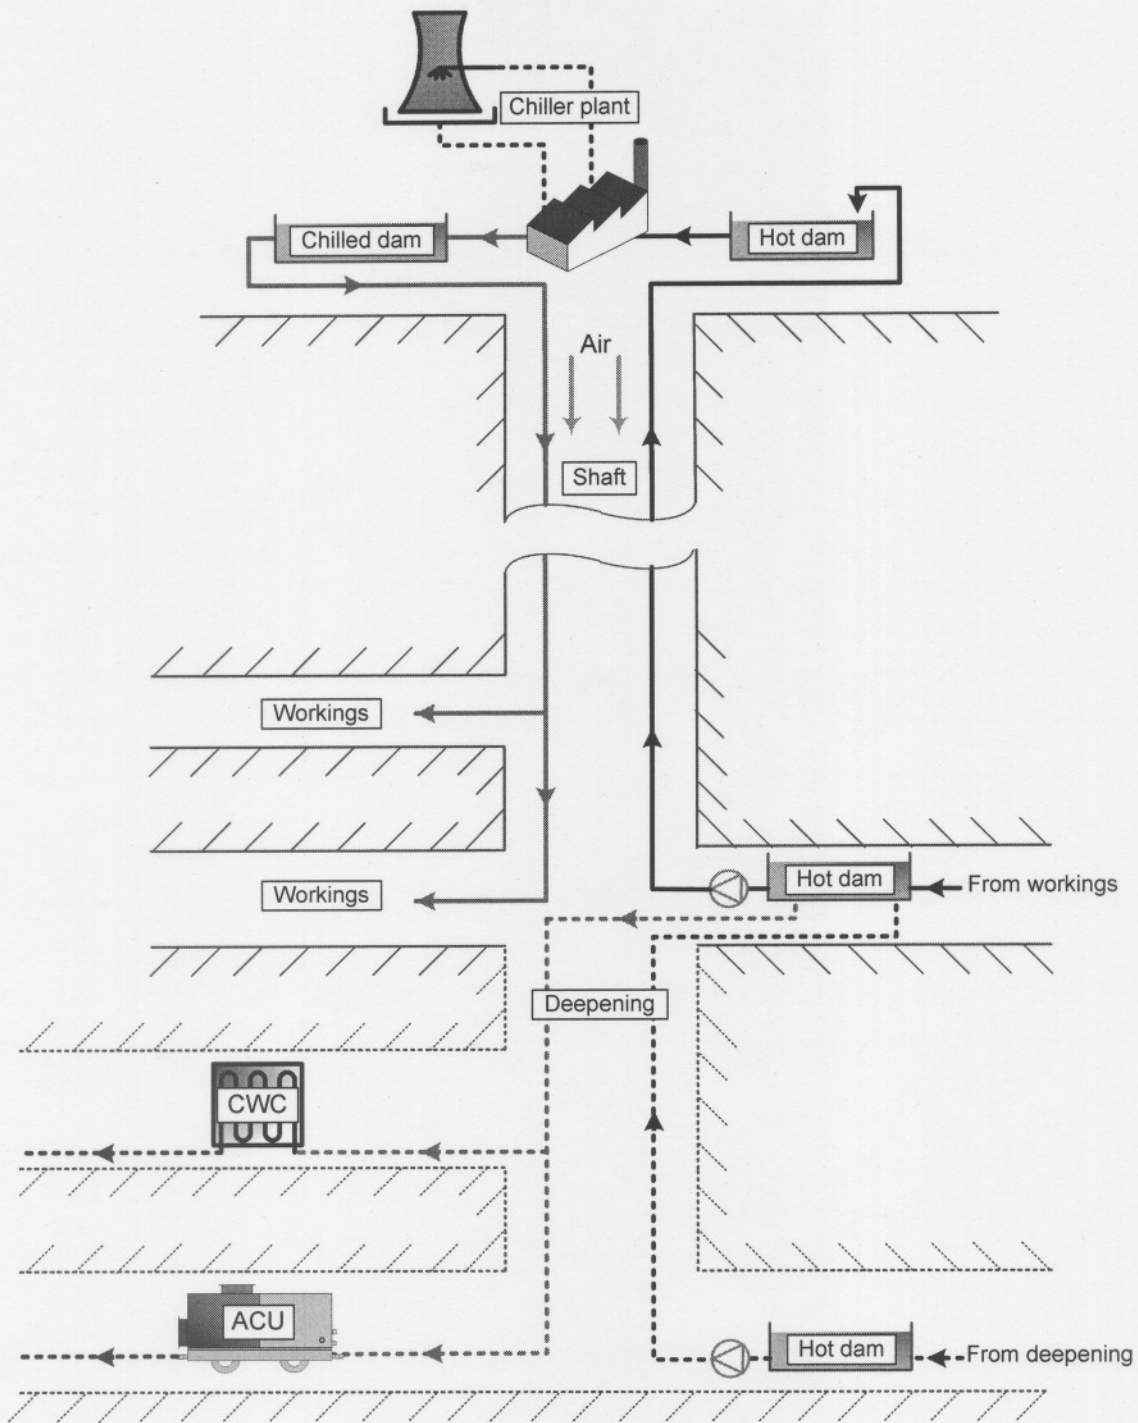 Chiller plant
Chilled dam
Hot dam
Air
Shaft
Workings
Workings
Hot dam
From workings
Deepening
CWC
ACU
Hot dam
From deepening